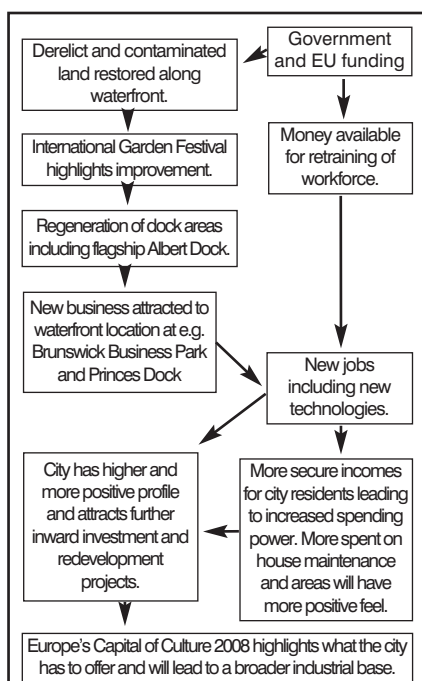 Government
and EU funding
Derelict and contaminated
land restored along
waterfront.
Money available
for retraining of
workforce.
International Garden Festival
highlights improvement.
Regeneration of dock areas
including flagship Albert Dock.
New business attracted to
waterfront location at e.g.
Brunswick Business Park
and Princes Dock
New jobs
including new
technologies.
City has higher and
more positive profile
and attracts further
inward investment and
redevelopment
projects.
More secure incomes
for city residents leading
to increased spending
power. More spent on
house maintenance
and areas will have
more positive feel.
Europe's Capital of Culture 2008 highlights what the city
has to offer and will lead to a broader industrial base.